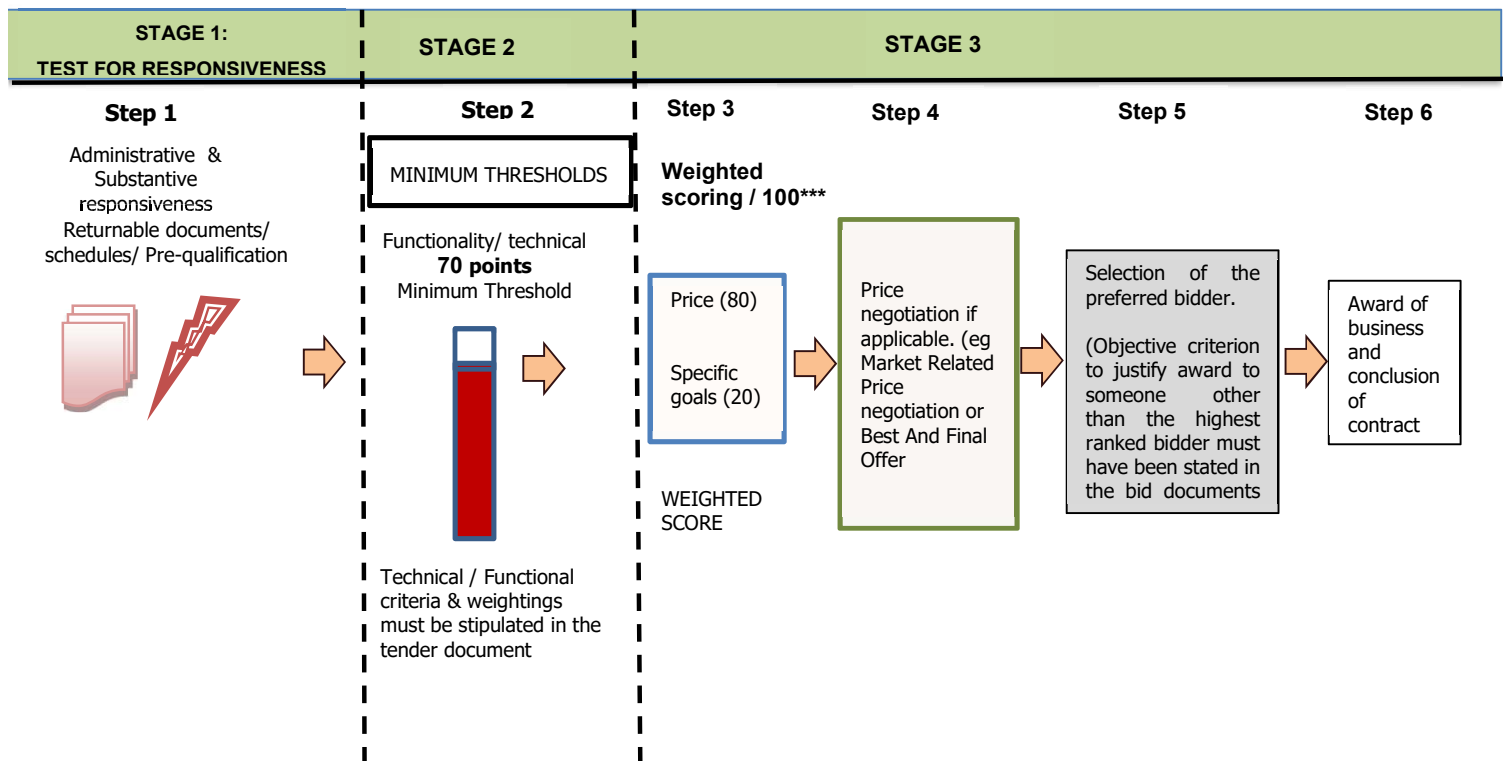 STAGE 1:
TEST FOR RESPONSIVENESS
STAGE 2
STAGE 3
Step 1
Administrative &
Substantive
responsiveness
Returnable documents/
schedules/ Pre-qualification
Step 2
MINIMUM THRESHOLDS
Functionality/ technical
70 points
Minimum Threshold
Technical / Functional
criteria & weightings
must be stipulated in the
tender document
Step 3
Weighted
scoring / 100***
Price (80)
Specific
goals (20)
WEIGHTED
SCORE
Step 4
Price
negotiation if
applicable. (eg
Market Related
Price
negotiation or
Best And Final
Offer
Step 5
Selection of the
preferred bidder.
(Objective criterion
to justify award to
someone other
than the highest
ranked bidder must
have been stated in
the bid documents
Step 6
Award of
business
and
conclusion
of
contract